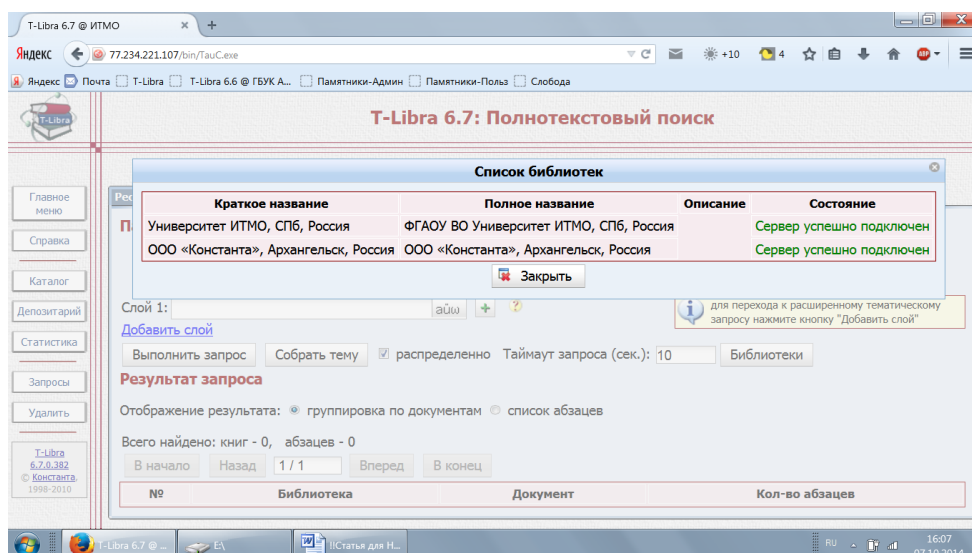 T-Libra 6.7 @ ИТМО
Яндекс 77.234.221.107/bin/TauC.exe +10 4 ABP
Яндекс Почта T-Libra T-Libra 6.6 @ ГБУК А... Памятники-Админ Памятники-Польз Слобода
T-Libra
T-Libra 6.7: Полнотекстовый поиск
Список библиотек
Краткое название Полное название Описание Состояние
Университет ИТМО, СПб, Россия ФГАОУ ВО Университет ИТМО, СПб, Россия Сервер успешно подключен
ООО «Константа», Архангельск, Россия ООО «Константа», Архангельск, Россия Сервер успешно подключен
Закрыть
Главное
меню
Справка
Каталог
Депозитарий
Статистика
Запросы
Удалить
T-Libra
6.7.0.382
© Константа,
1998-2010
Рес
П
Слой 1: аûω + ?
для перехода к расширенному тематическому
запросу нажмите кнопку "Добавить слой"
Добавить слой
Выполнить запрос Собрать тему распределенно Таймаут запроса (сек.): 10 Библиотеки
Результат запроса
Отображение результата: группировка по документам список абзацев
Всего найдено: книг - 0, абзацев - 0
В начало Назад 1 / 1 Вперед В конец
№ Библиотека Документ Кол-во абзацев
T-Libra 6.7 @ ... E:\ !!Статья для Н... RU 16:07
07.10.2014